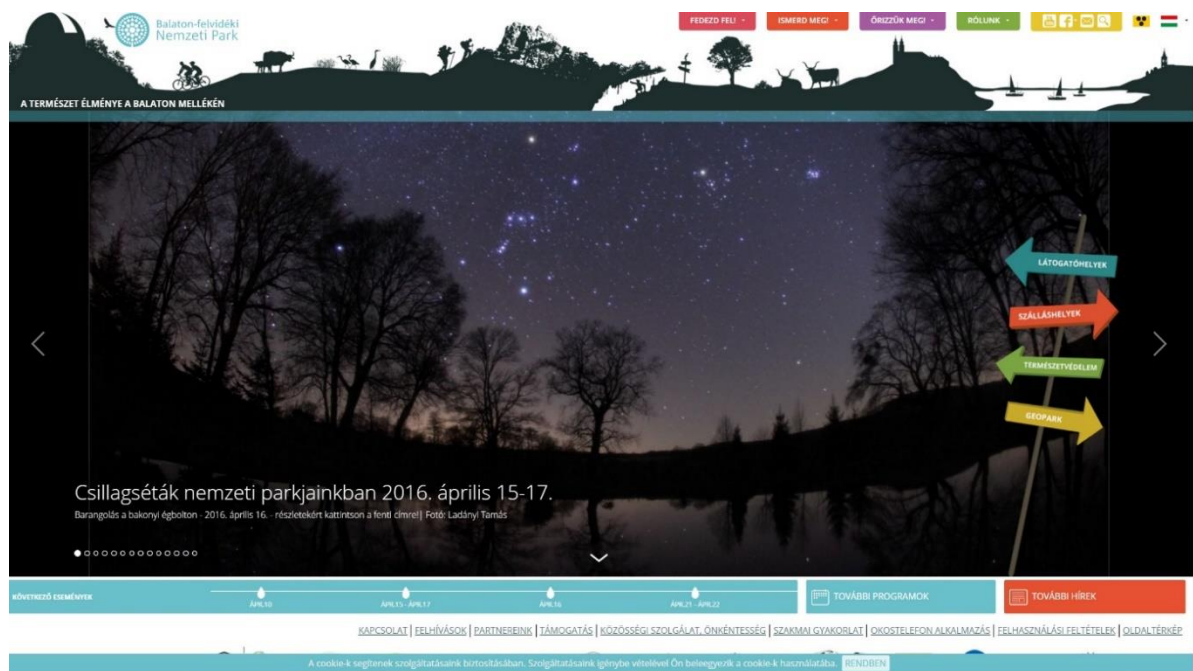 Balaton-felvidéki
Nemzeti Park
FEDEZD FEL!
ISMERD MEG!
ŐRIZZÜK MEG!
RÓLUNK
A TERMÉSZET ÉLMÉNYE A BALATON MELLÉKÉN
LÁTOGATÓHELYEK
SZÁLLÁSHELYEK
TERMÉSZETVÉDELEM
GEOPARK
Csillagséták nemzeti parkjainkban 2016. április 15-17.
Barangolás a bakonyi égbolton - 2016. április 16. - részletekért kattintson a fenti címre! | Fotó: Ladányi Tamás
KÖVETKEZŐ ESEMÉNYEK
ÁPR.10
ÁPR.15 - ÁPR.17
ÁPR.16
ÁPR.21 - ÁPR.22
TOVÁBBI PROGRAMOK
TOVÁBBI HÍREK
KAPCSOLAT | FELHÍVÁSOK | PARTNEREINK | TÁMOGATÁS | KÖZÖSSÉGI SZOLGÁLAT, ÖNKÉNTESSÉG | SZAKMAI GYAKORLAT | OKOSTELEFON ALKALMAZÁS | FELHASZNÁLÁSI FELTÉTELEK | OLDALTÉRKÉP
A cookie-k segítenek szolgáltatásaink biztosításában. Szolgáltatásaink igénybe vételével Ön beleegyezik a cookie-k használatába. RENDBEN